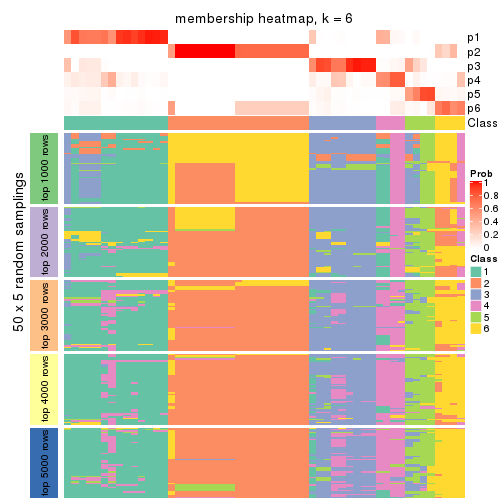 membership heatmap, k = 6
p1
p2
p3
p4
p5
p6
Class
50 x 5 random samplings
top 1000 rows
top 2000 rows
top 3000 rows
top 4000 rows
top 5000 rows
Prob
1
0.8
0.6
0.4
0.2
0
Class
1
2
3
4
5
6